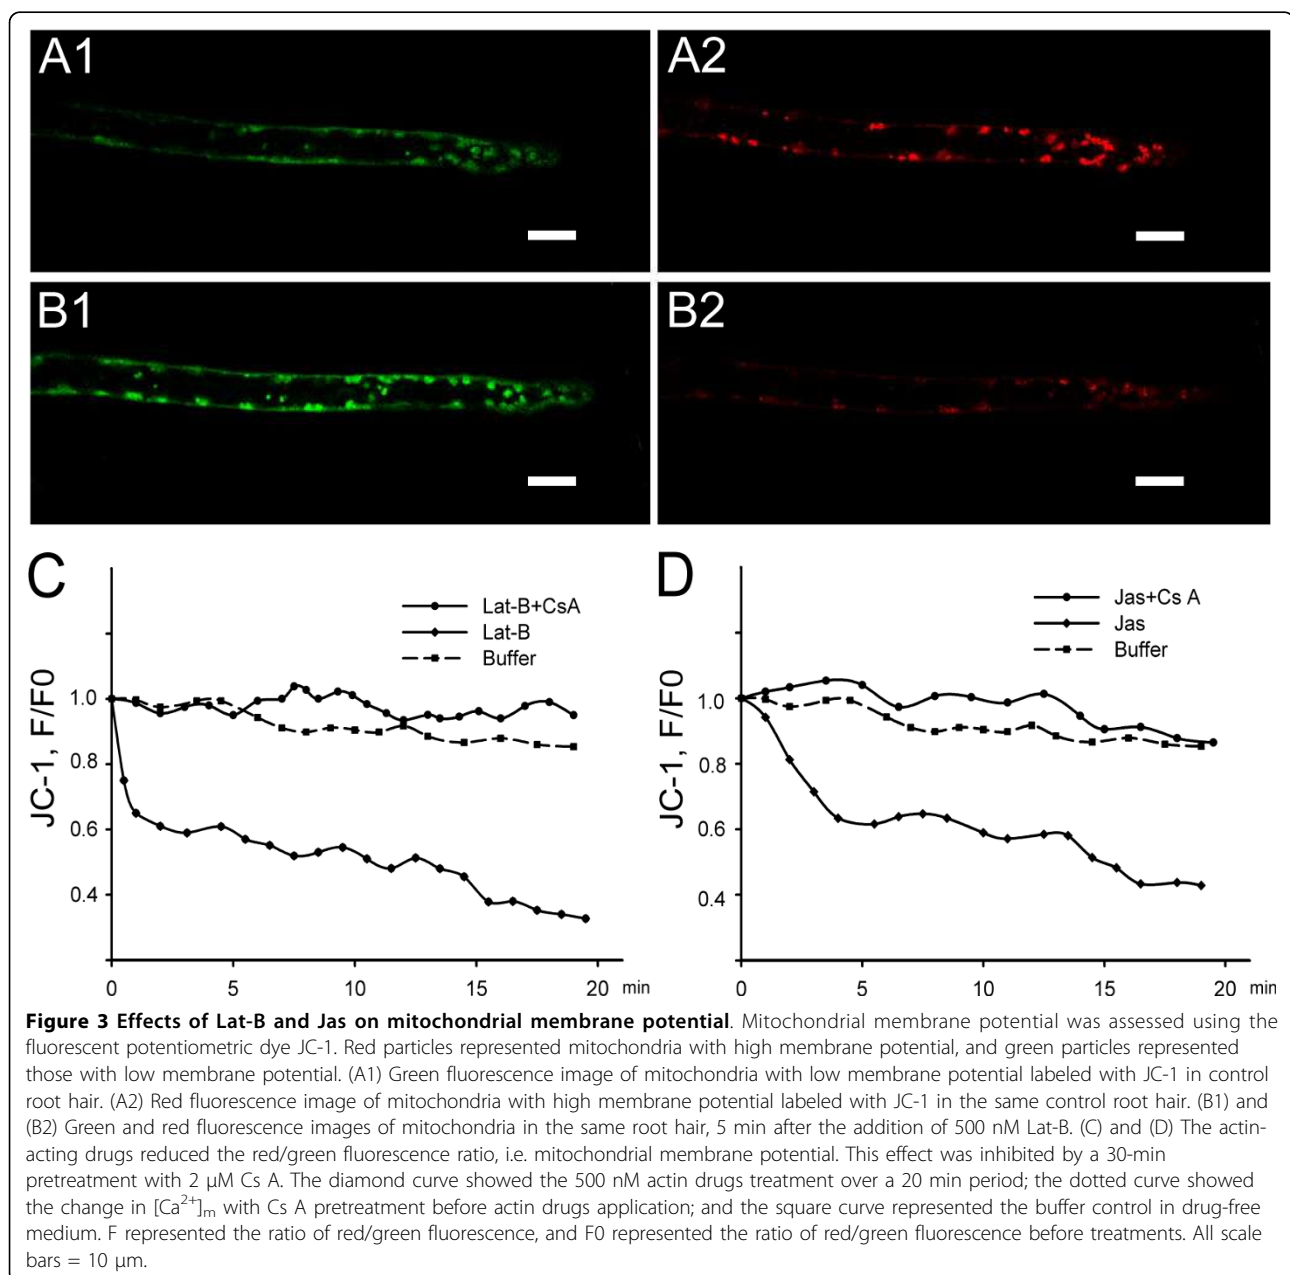 A1
A2
B1
B2
C
Lat-B+CsA
Lat-B
Buffer
JC-1, F/F0
1.0
0.8
0.6
0.4
0 5 10 15 20 min
D
Jas+Cs A
Jas
Buffer
JC-1, F/F0
1.0
0.8
0.6
0.4
0 5 10 15 20 min
Figure 3 Effects of Lat-B and Jas on mitochondrial membrane potential. Mitochondrial membrane potential was assessed using the
fluorescent potentiometric dye JC-1. Red particles represented mitochondria with high membrane potential, and green particles represented
those with low membrane potential. (A1) Green fluorescence image of mitochondria with low membrane potential labeled with JC-1 in control
root hair. (A2) Red fluorescence image of mitochondria with high membrane potential labeled with JC-1 in the same control root hair. (B1) and
(B2) Green and red fluorescence images of mitochondria in the same root hair, 5 min after the addition of 500 nM Lat-B. (C) and (D) The actin-
acting drugs reduced the red/green fluorescence ratio, i.e. mitochondrial membrane potential. This effect was inhibited by a 30-min
pretreatment with 2 μM Cs A. The diamond curve showed the 500 nM actin drugs treatment over a 20 min period; the dotted curve showed
the change in [Ca²⁺]ₘ with Cs A pretreatment before actin drugs application; and the square curve represented the buffer control in drug-free
medium. F represented the ratio of red/green fluorescence, and F0 represented the ratio of red/green fluorescence before treatments. All scale
bars = 10 μm.